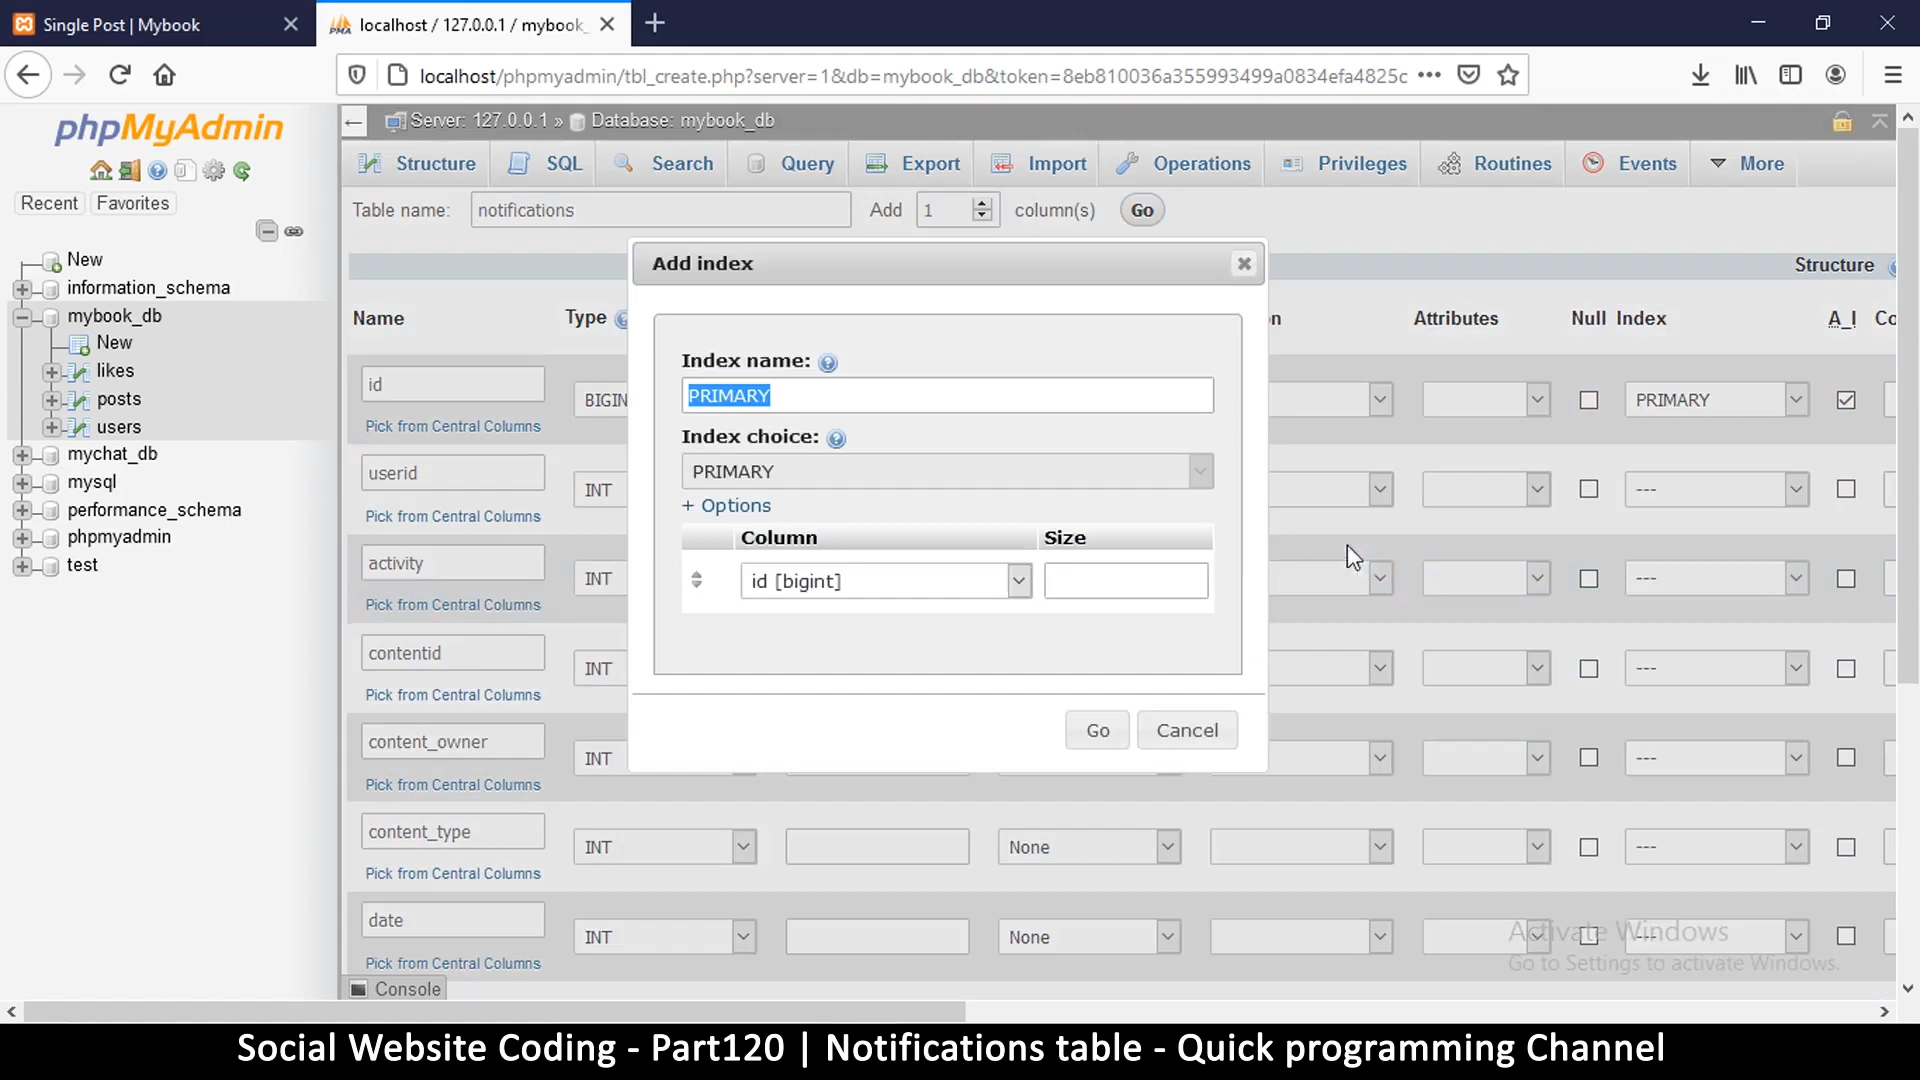 Single Post | Mybook
localhost / 127.0.0.1 / mybook_
localhost/phpmyadmin/tbl_create.php?server=1&db=mybook_db&token=8eb810036a355993499a0834efa4825c
phpMyAdmin
Recent Favorites
New
information_schema
mybook_db
New
likes
posts
users
mychat_db
mysql
performance_schema
phpmyadmin
test
Server: 127.0.0.1 » Database: mybook_db
Structure SQL Search Query Export Import Operations Privileges Routines Events More
Table name: notifications Add 1 column(s) Go
Structure
Name Type Attributes Null Index A_I Co
id BIGIN PRIMARY
Pick from Central Columns
userid INT ---
Pick from Central Columns
activity INT ---
Pick from Central Columns
contentid INT ---
Pick from Central Columns
content_owner INT ---
Pick from Central Columns
content_type INT None ---
Pick from Central Columns
date INT None ---
Pick from Central Columns
Console
Add index
Index name:
PRIMARY
Index choice:
PRIMARY
+ Options
Column Size
id [bigint]
Go Cancel
Activate Windows
Go to Settings to activate Windows.
Social Website Coding - Part120 | Notifications table - Quick programming Channel